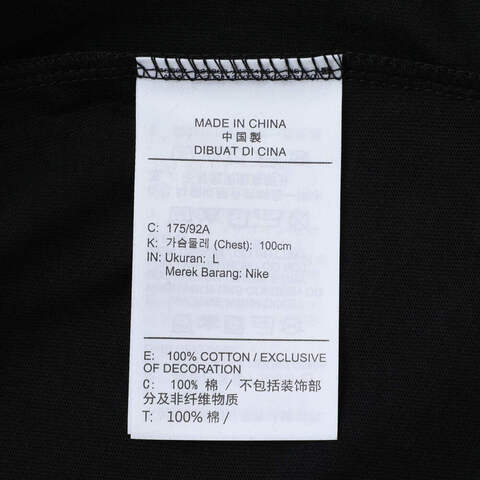 MADE IN CHINA
中国製
DIBUAT DI CINA
C: 175/92A
K: 가슴둘레 (Chest): 100cm
IN: Ukuran: L
Merek Barang: Nike
E: 100% COTTON / EXCLUSIVE
OF DECORATION
C: 100% 棉 / 不包括装饰部
分及非纤维物质
T: 100% 棉 /